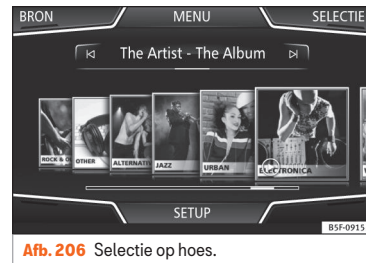 BRON MENU SELECTIE
The Artist - The Album
ROCK & O OTHER ALTERNATIV JAZZ URBAN ELECTRONICA
SETUP
B5F-0915
Afb. 206 Selectie op hoes.